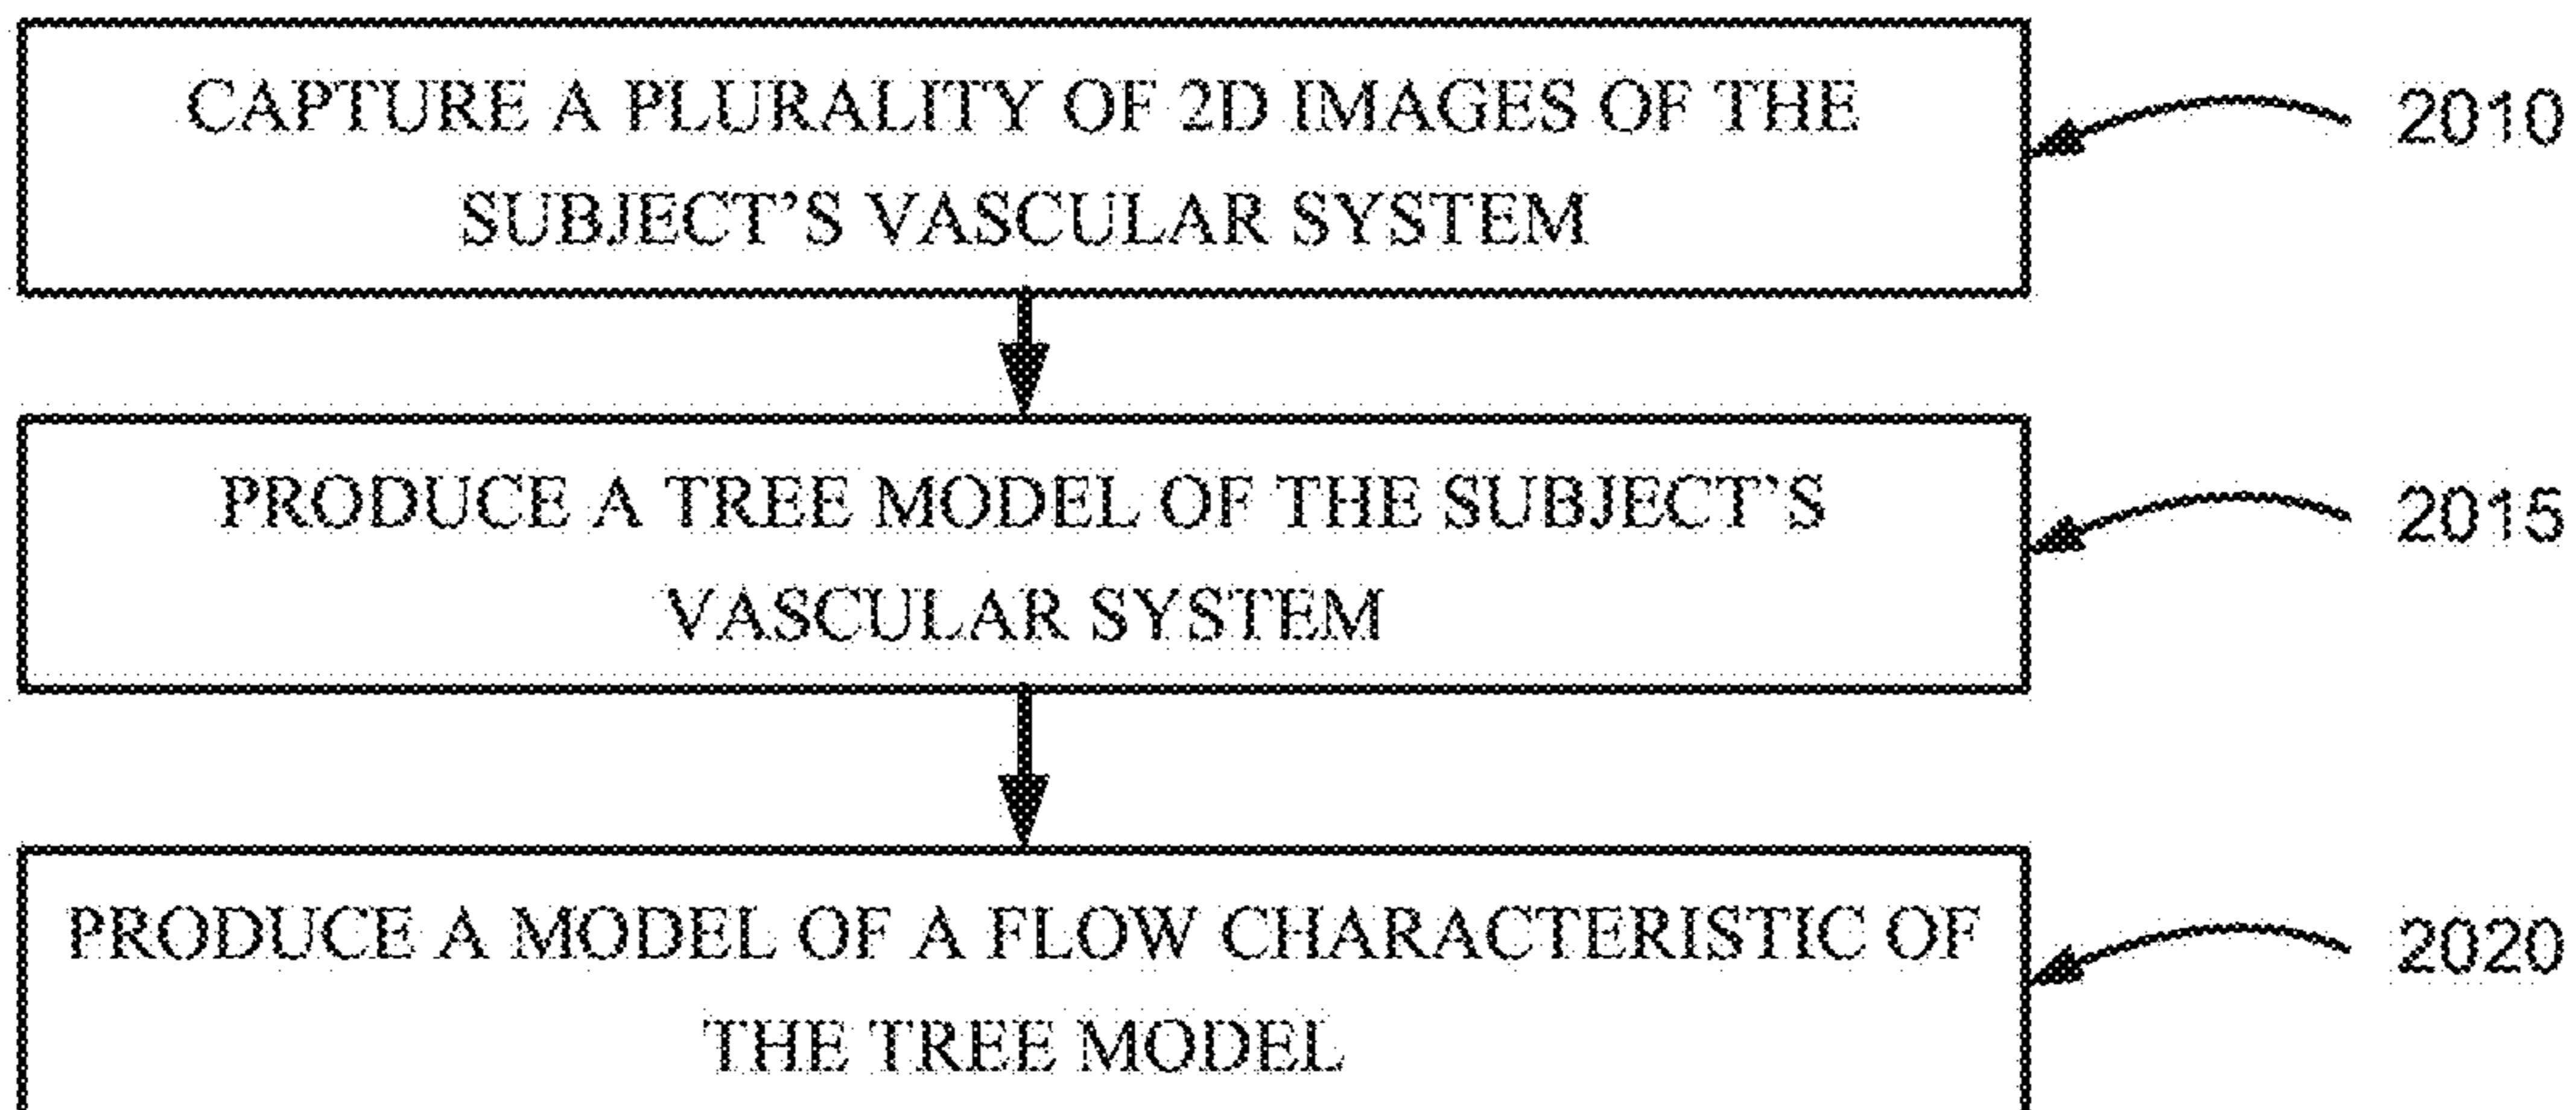 CAPTURE A PLURALITY OF 2D IMAGES OF THE
SUBJECT'S VASCULAR SYSTEM
2010
PRODUCE A TREE MODEL OF THE SUBJECT'S
VASCULAR SYSTEM
2015
PRODUCE A MODEL OF A FLOW CHARACTERISTIC OF
THE TREE MODEL
2020